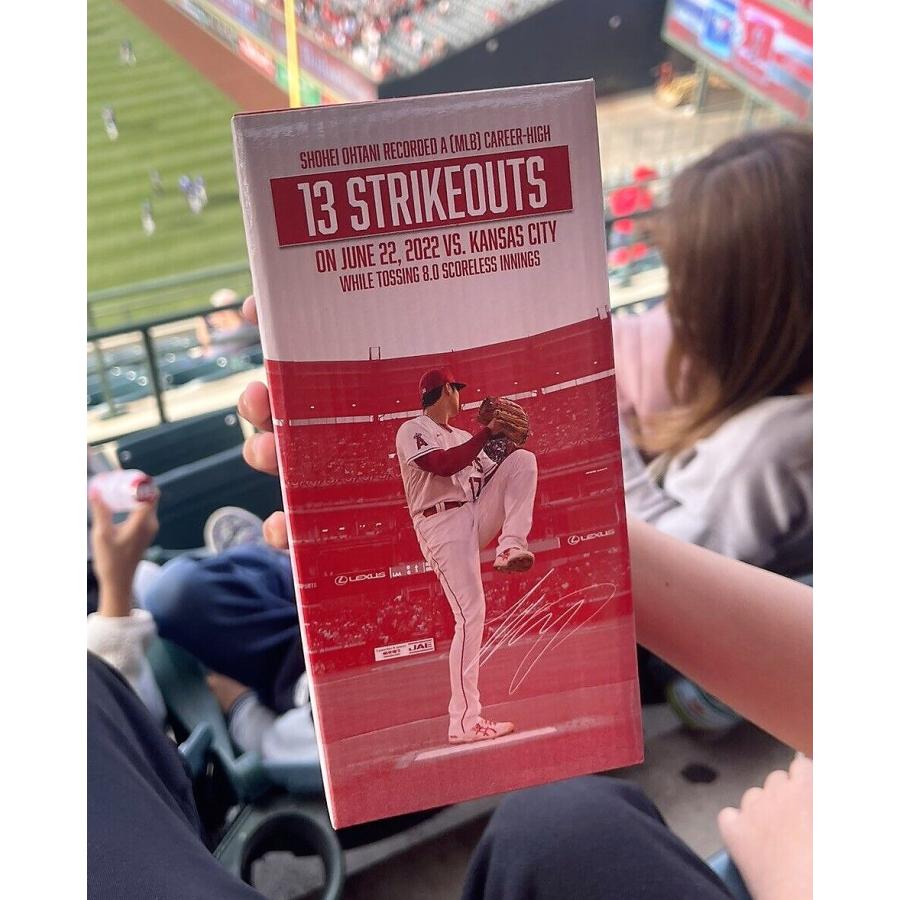 SHOHEI OHTANI RECORDED A (MLB) CAREER-HIGH
13 STRIKEOUTS
ON JUNE 22, 2022 VS. KANSAS CITY
WHILE TOSSING 8.0 SCORELESS INNINGS
A
17
LEXUS
LEXUS
JAE